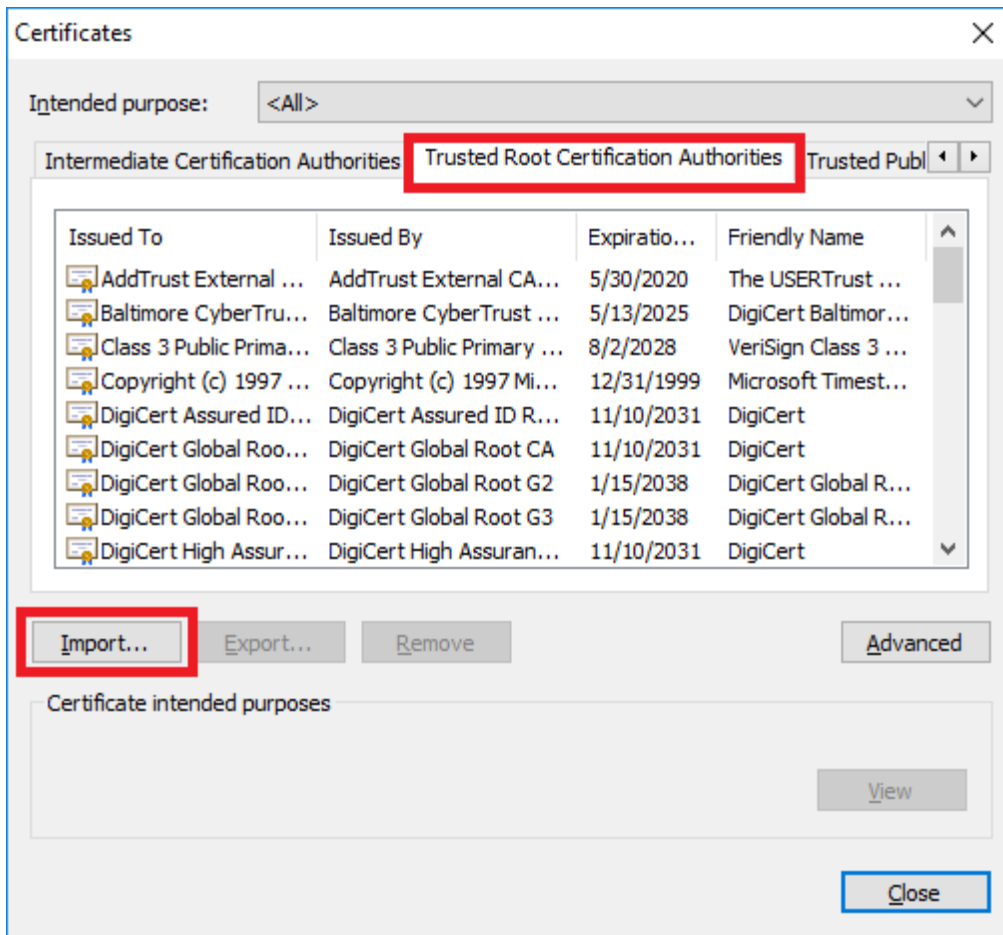 Certificates
Intended purpose: <All>
Intermediate Certification Authorities Trusted Root Certification Authorities Trusted Publ
Issued To Issued By Expiratio... Friendly Name
AddTrust External ... AddTrust External CA... 5/30/2020 The USERTrust ...
Baltimore CyberTru... Baltimore CyberTrust ... 5/13/2025 DigiCert Baltimor...
Class 3 Public Prima... Class 3 Public Primary ... 8/2/2028 VeriSign Class 3 ...
Copyright (c) 1997 ... Copyright (c) 1997 Mi... 12/31/1999 Microsoft Timest...
DigiCert Assured ID... DigiCert Assured ID R... 11/10/2031 DigiCert
DigiCert Global Roo... DigiCert Global Root CA 11/10/2031 DigiCert
DigiCert Global Roo... DigiCert Global Root G2 1/15/2038 DigiCert Global R...
DigiCert Global Roo... DigiCert Global Root G3 1/15/2038 DigiCert Global R...
DigiCert High Assur... DigiCert High Assuran... 11/10/2031 DigiCert
Import... Export... Remove Advanced
Certificate intended purposes
View
Close